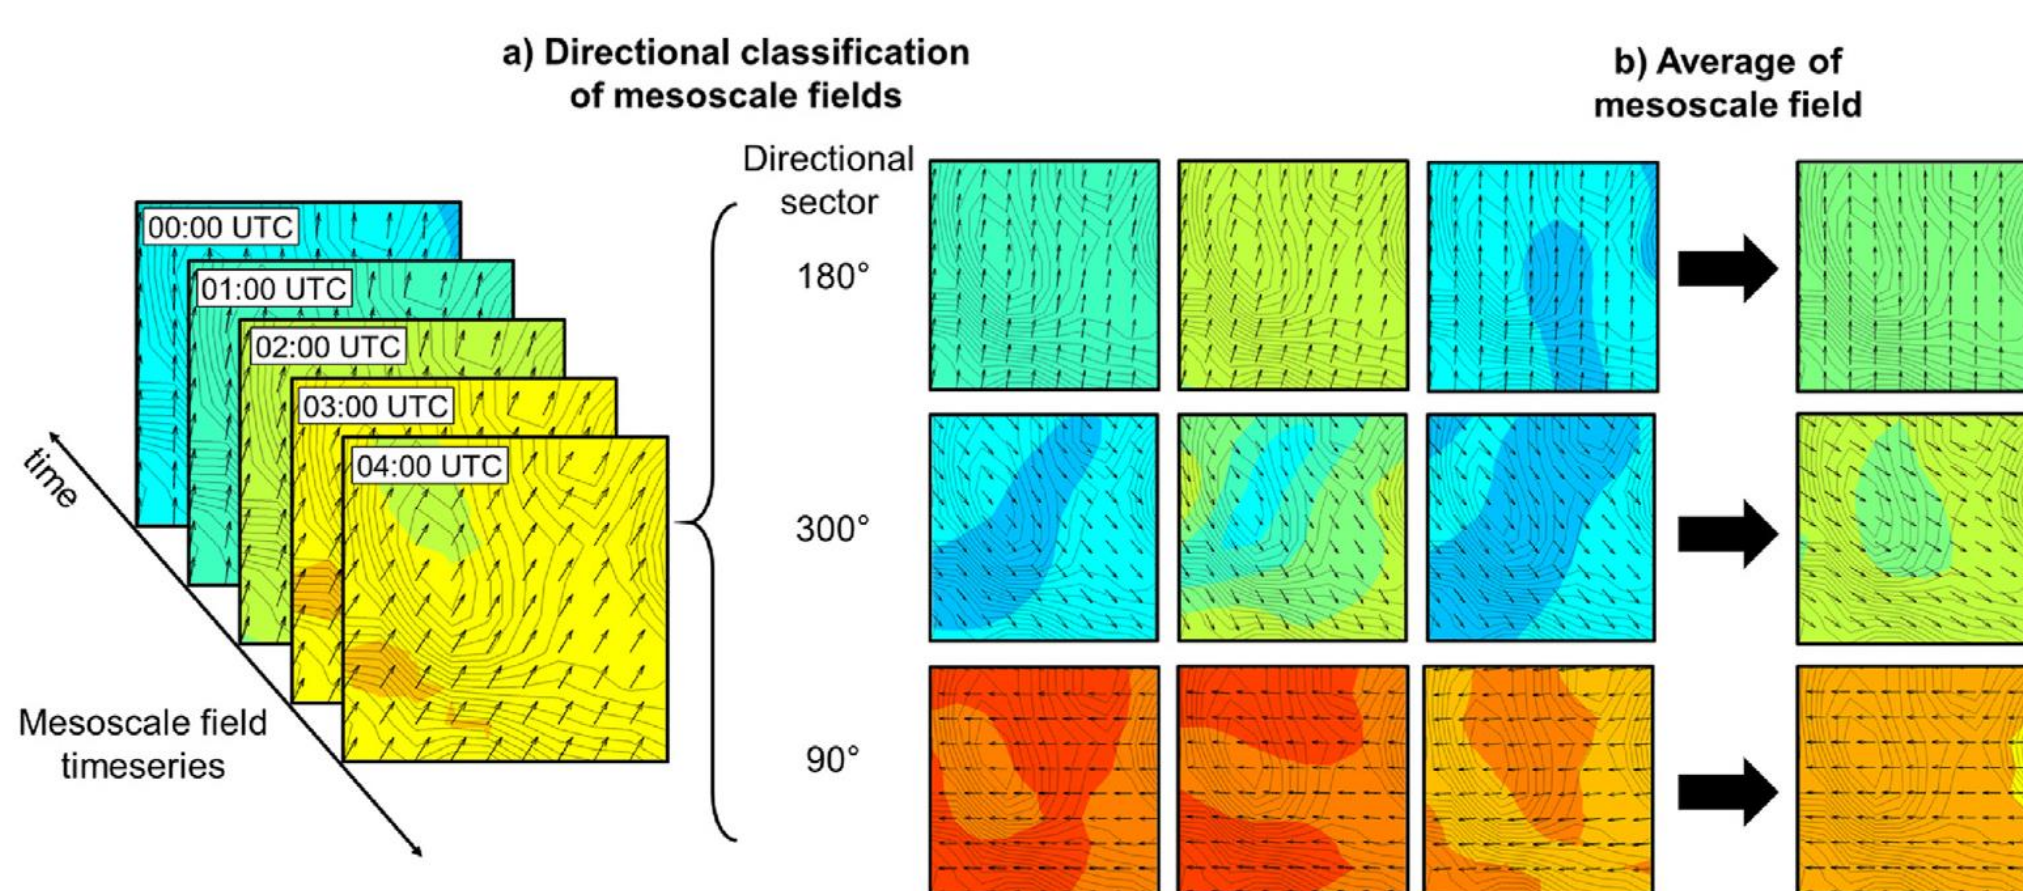 a) Directional classification
of mesoscale fields
b) Average of
mesoscale field
Directional
sector
00:00 UTC
01:00 UTC
02:00 UTC
03:00 UTC
04:00 UTC
time
Mesoscale field
timeseries
180°
300°
90°